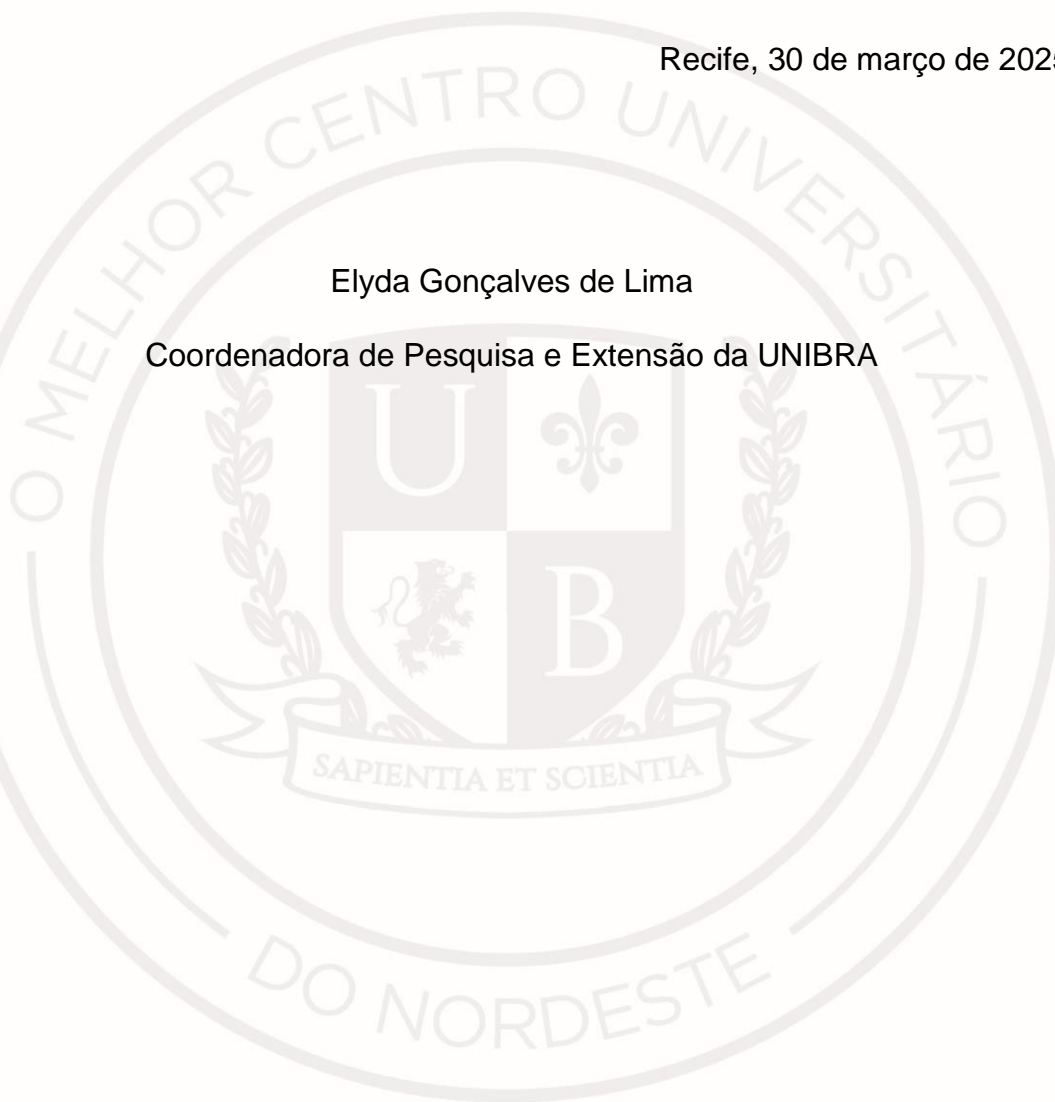 Recife, 30 de março de 202
Elyda Gonçalves de Lima
Coordenadora de Pesquisa e Extensão da UNIBRA
O MELHOR CENTRO UNIVERSITÁRIO
U
B
SAPIENTIA ET SCIENTIA
DO NORDESTE